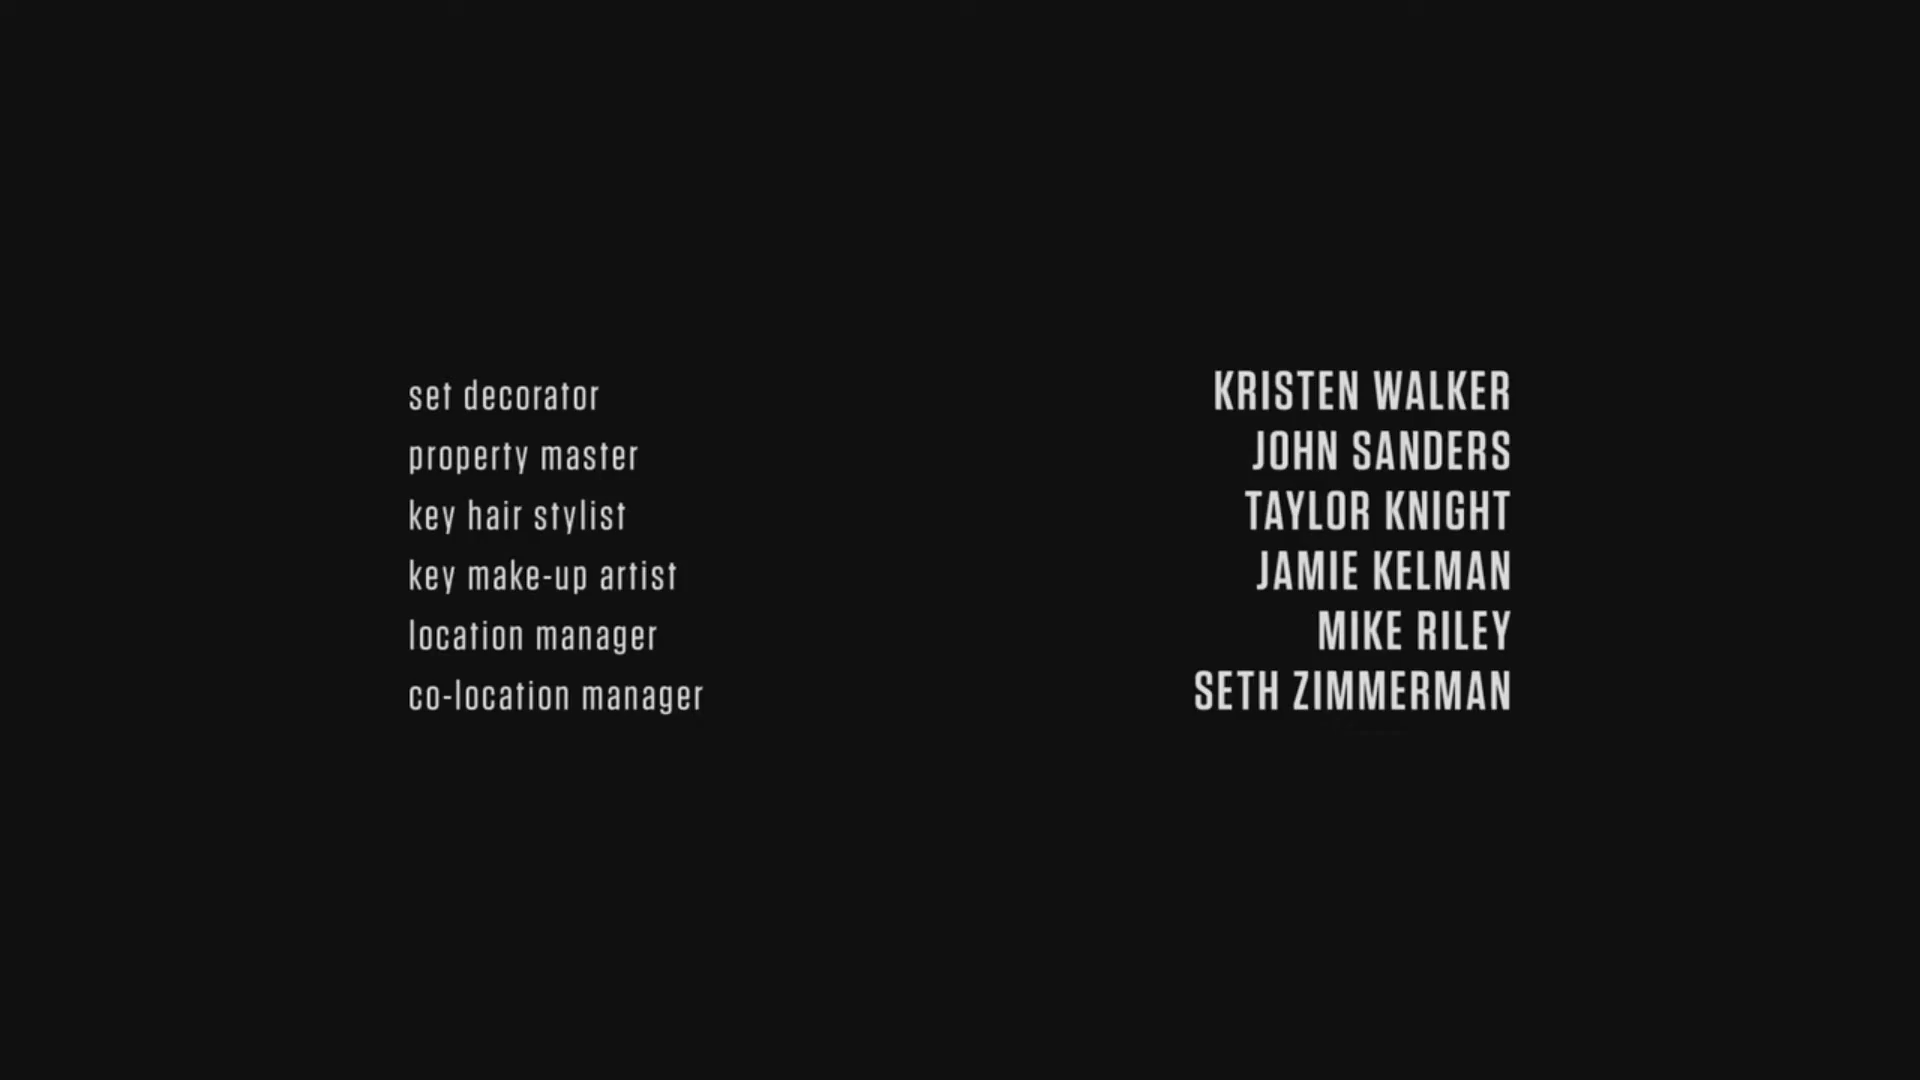 set decorator KRISTEN WALKER
property master JOHN SANDERS
key hair stylist TAYLOR KNIGHT
key make-up artist JAMIE KELMAN
location manager MIKE RILEY
co-location manager SETH ZIMMERMAN